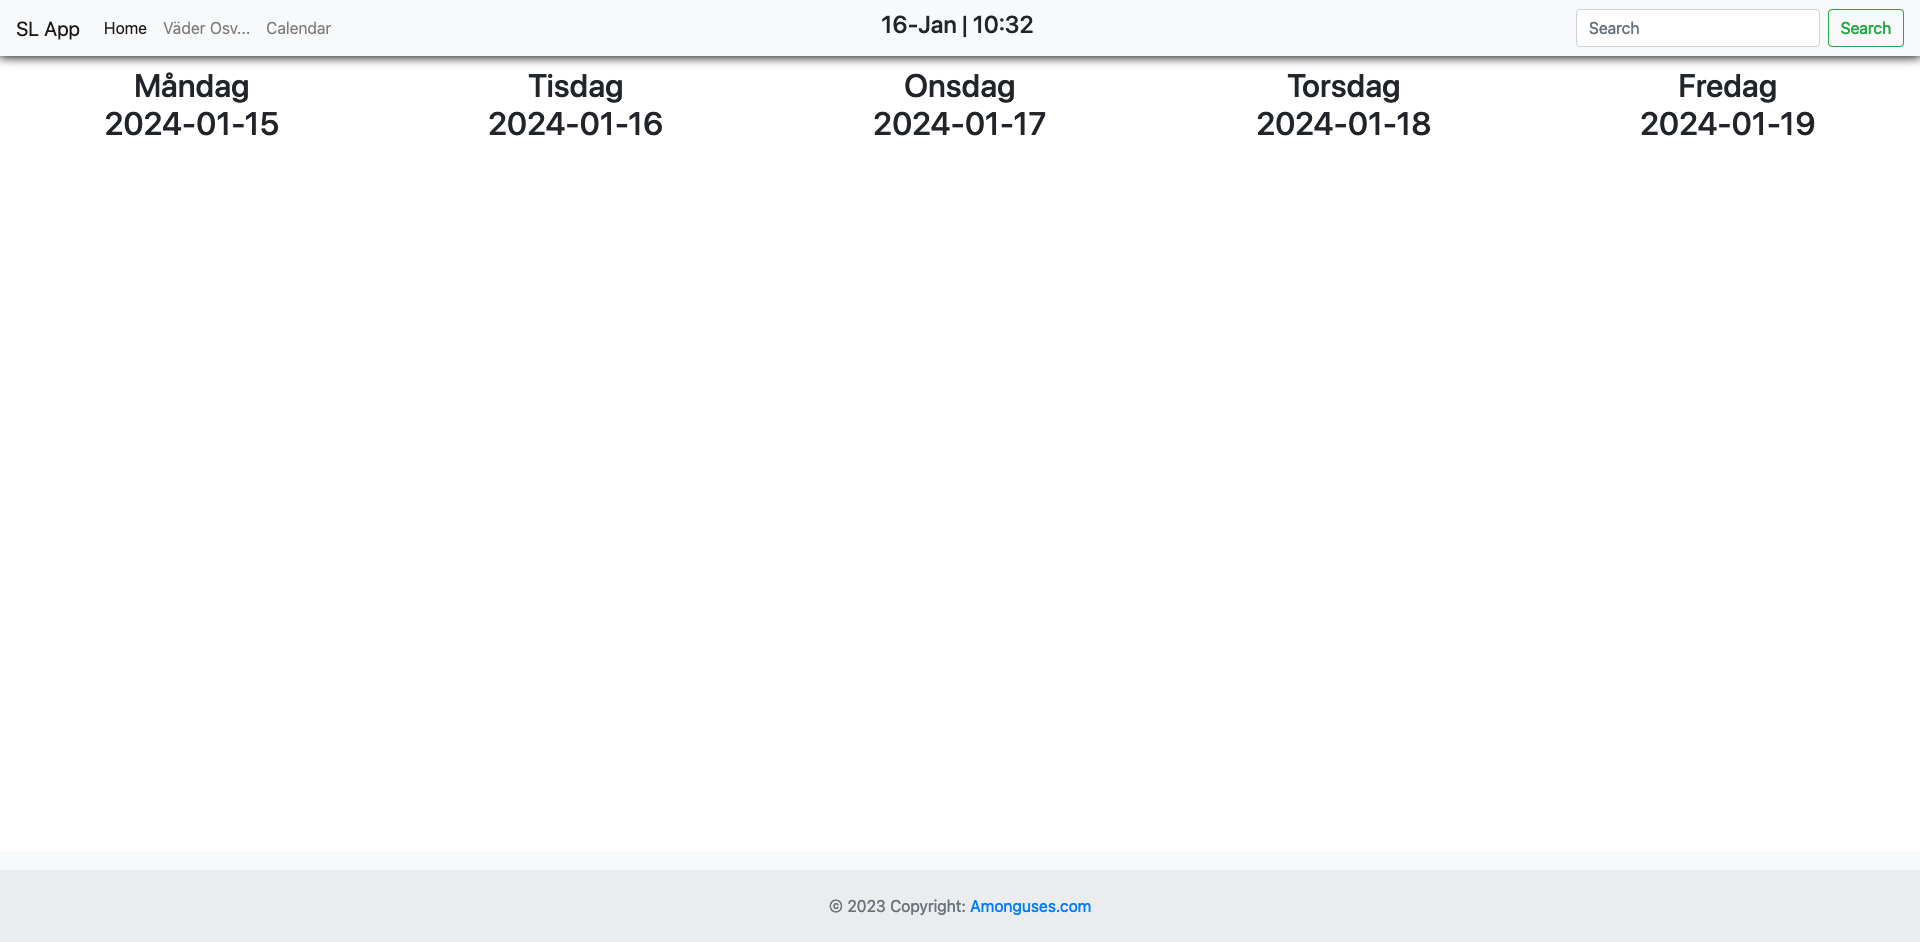 SL App Home Väder Osv... Calendar 16-Jan | 10:32 Search Search
Måndag Tisdag Onsdag Torsdag Fredag
2024-01-15 2024-01-16 2024-01-17 2024-01-18 2024-01-19
© 2023 Copyright: Amonguses.com